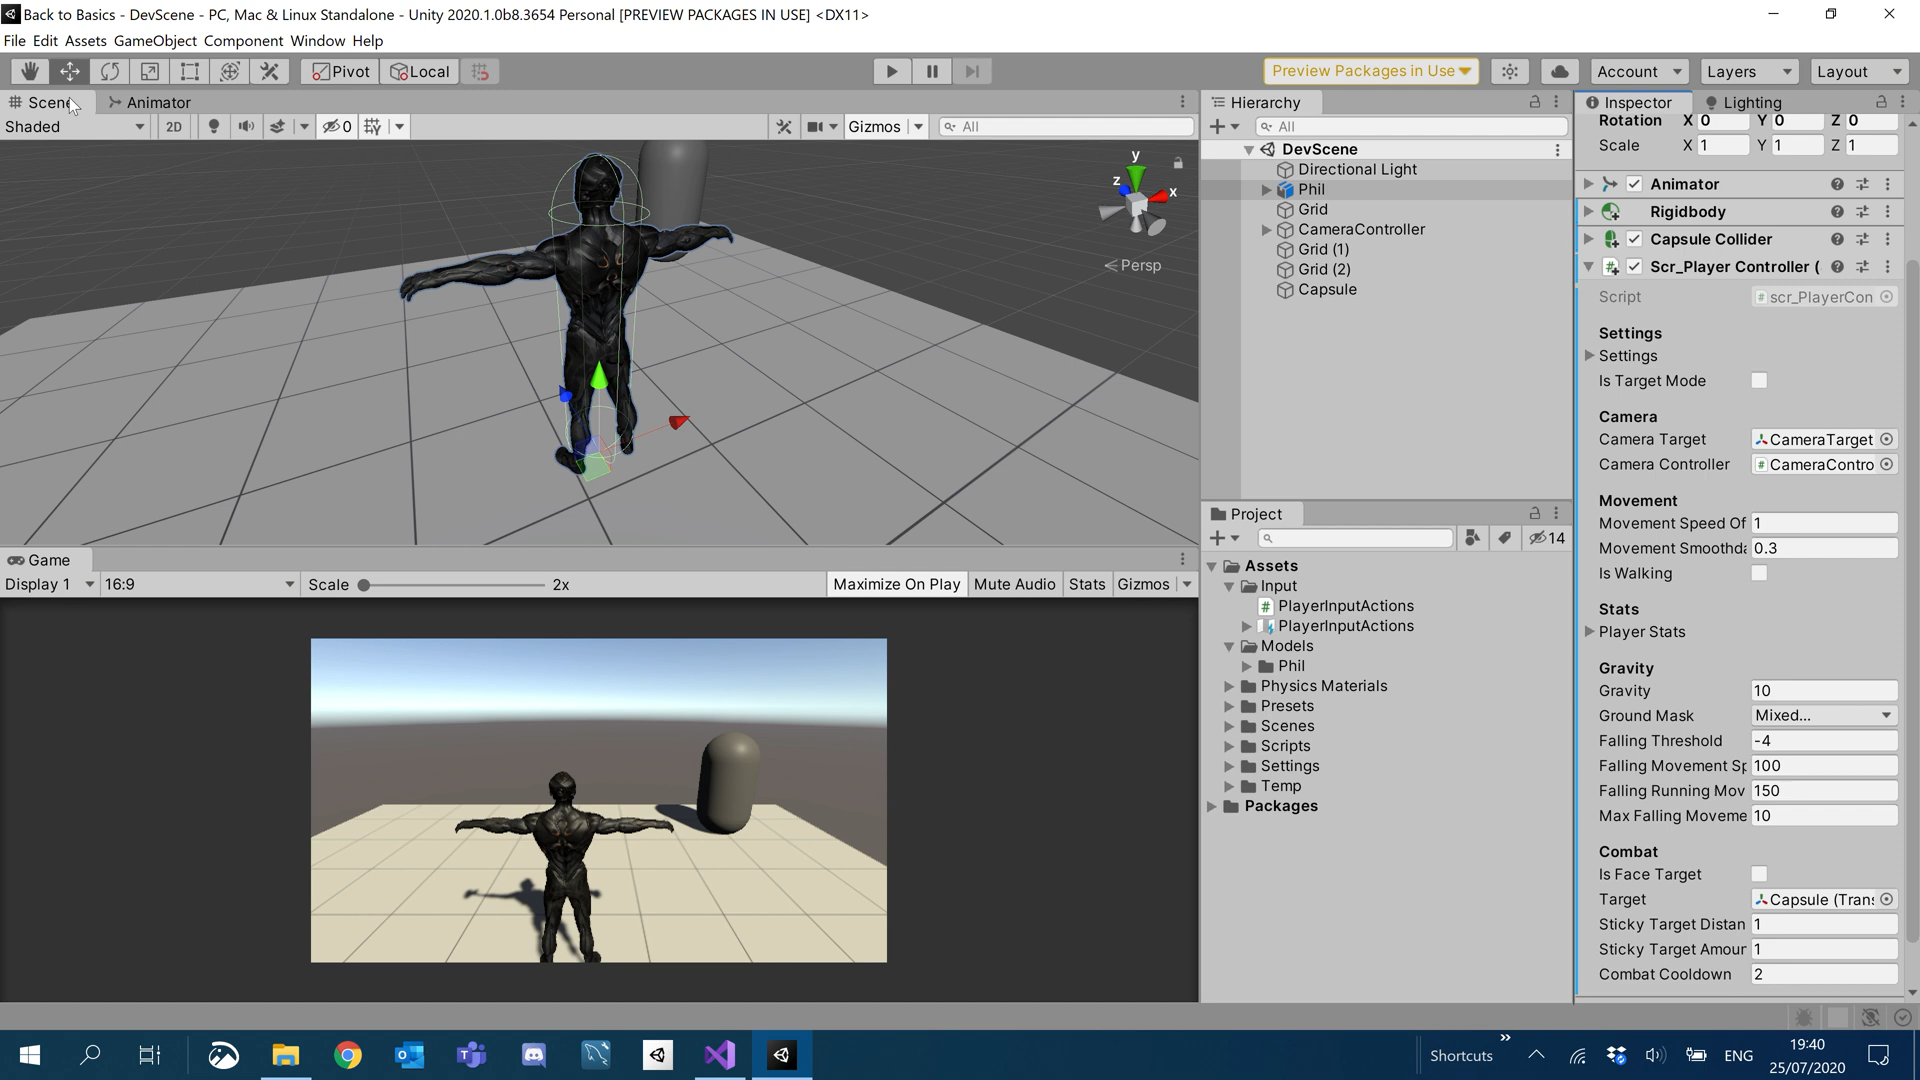 Back to Basics - DevScene - PC, Mac & Linux Standalone - Unity 2020.1.0b8.3654 Personal [PREVIEW PACKAGES IN USE] <DX11>
File Edit Assets GameObject Component Window Help
Pivot Local Preview Packages in Use Account Layers Layout
Scene Animator
Shaded 2D 0 Gizmos All
y
z
x
Persp
Game
Display 1 16:9 Scale 2x Maximize On Play Mute Audio Stats Gizmos
Hierarchy
All
DevScene
Directional Light
Phil
Grid
CameraController
Grid (1)
Grid (2)
Capsule
Project
14
Assets
Input
PlayerInputActions
PlayerInputActions
Models
Phil
Physics Materials
Presets
Scenes
Scripts
Settings
Temp
Packages
Inspector Lighting
Rotation X 0 Y 0 Z 0
Scale X 1 Y 1 Z 1
Animator
Rigidbody
Capsule Collider
Scr_Player Controller (
Script scr_PlayerCon
Settings
Settings
Is Target Mode
Camera
Camera Target CameraTarget
Camera Controller CameraContro
Movement
Movement Speed Of 1
Movement Smoothda 0.3
Is Walking
Stats
Player Stats
Gravity
Gravity 10
Ground Mask Mixed...
Falling Threshold -4
Falling Movement Sp 100
Falling Running Mov 150
Max Falling Moveme 10
Combat
Is Face Target
Target Capsule (Trans
Sticky Target Distan 1
Sticky Target Amour 1
Combat Cooldown 2
Shortcuts ENG 19:40
25/07/2020